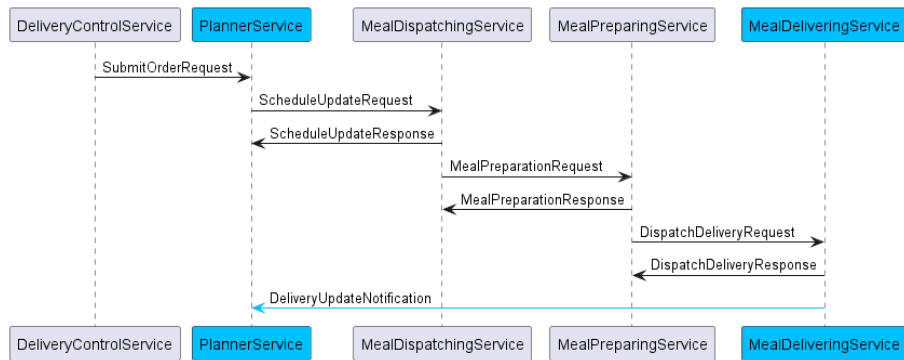 DeliveryControlService PlannerService MealDispatchingService MealPreparingService MealDeliveringService
SubmitOrderRequest
ScheduleUpdateRequest
ScheduleUpdateResponse
MealPreparationRequest
MealPreparationResponse
DispatchDeliveryRequest
DispatchDeliveryResponse
DeliveryUpdateNotification
DeliveryControlService PlannerService MealDispatchingService MealPreparingService MealDeliveringService